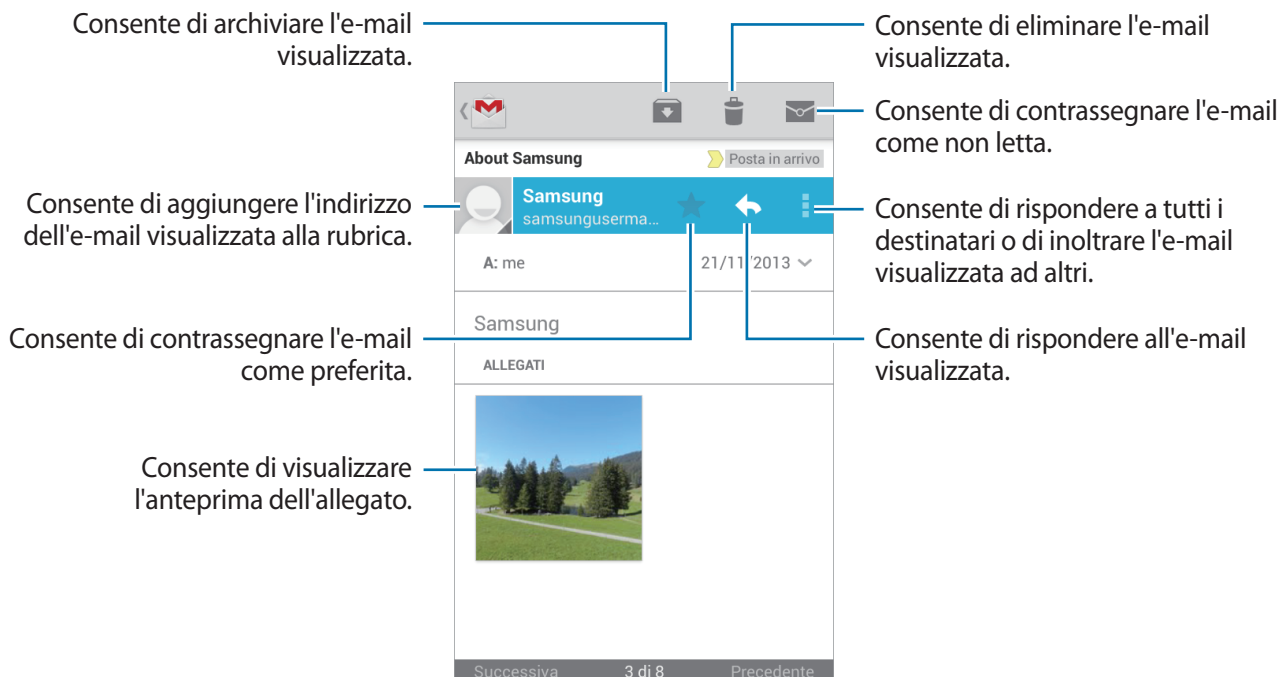 Consente di archiviare l'e-mail
visualizzata.
Consente di eliminare l'e-mail
visualizzata.
Consente di contrassegnare l'e-mail
come non letta.
About Samsung
Posta in arrivo
Consente di aggiungere l'indirizzo
dell'e-mail visualizzata alla rubrica.
Samsung
samsunguserma...
Consente di rispondere a tutti i
destinatari o di inoltrare l'e-mail
visualizzata ad altri.
A: me
21/11/2013
Samsung
Consente di contrassegnare l'e-mail
come preferita.
Consente di rispondere all'e-mail
visualizzata.
ALLEGATI
Consente di visualizzare
l'anteprima dell'allegato.
Successiva
3 di 8
Precedente